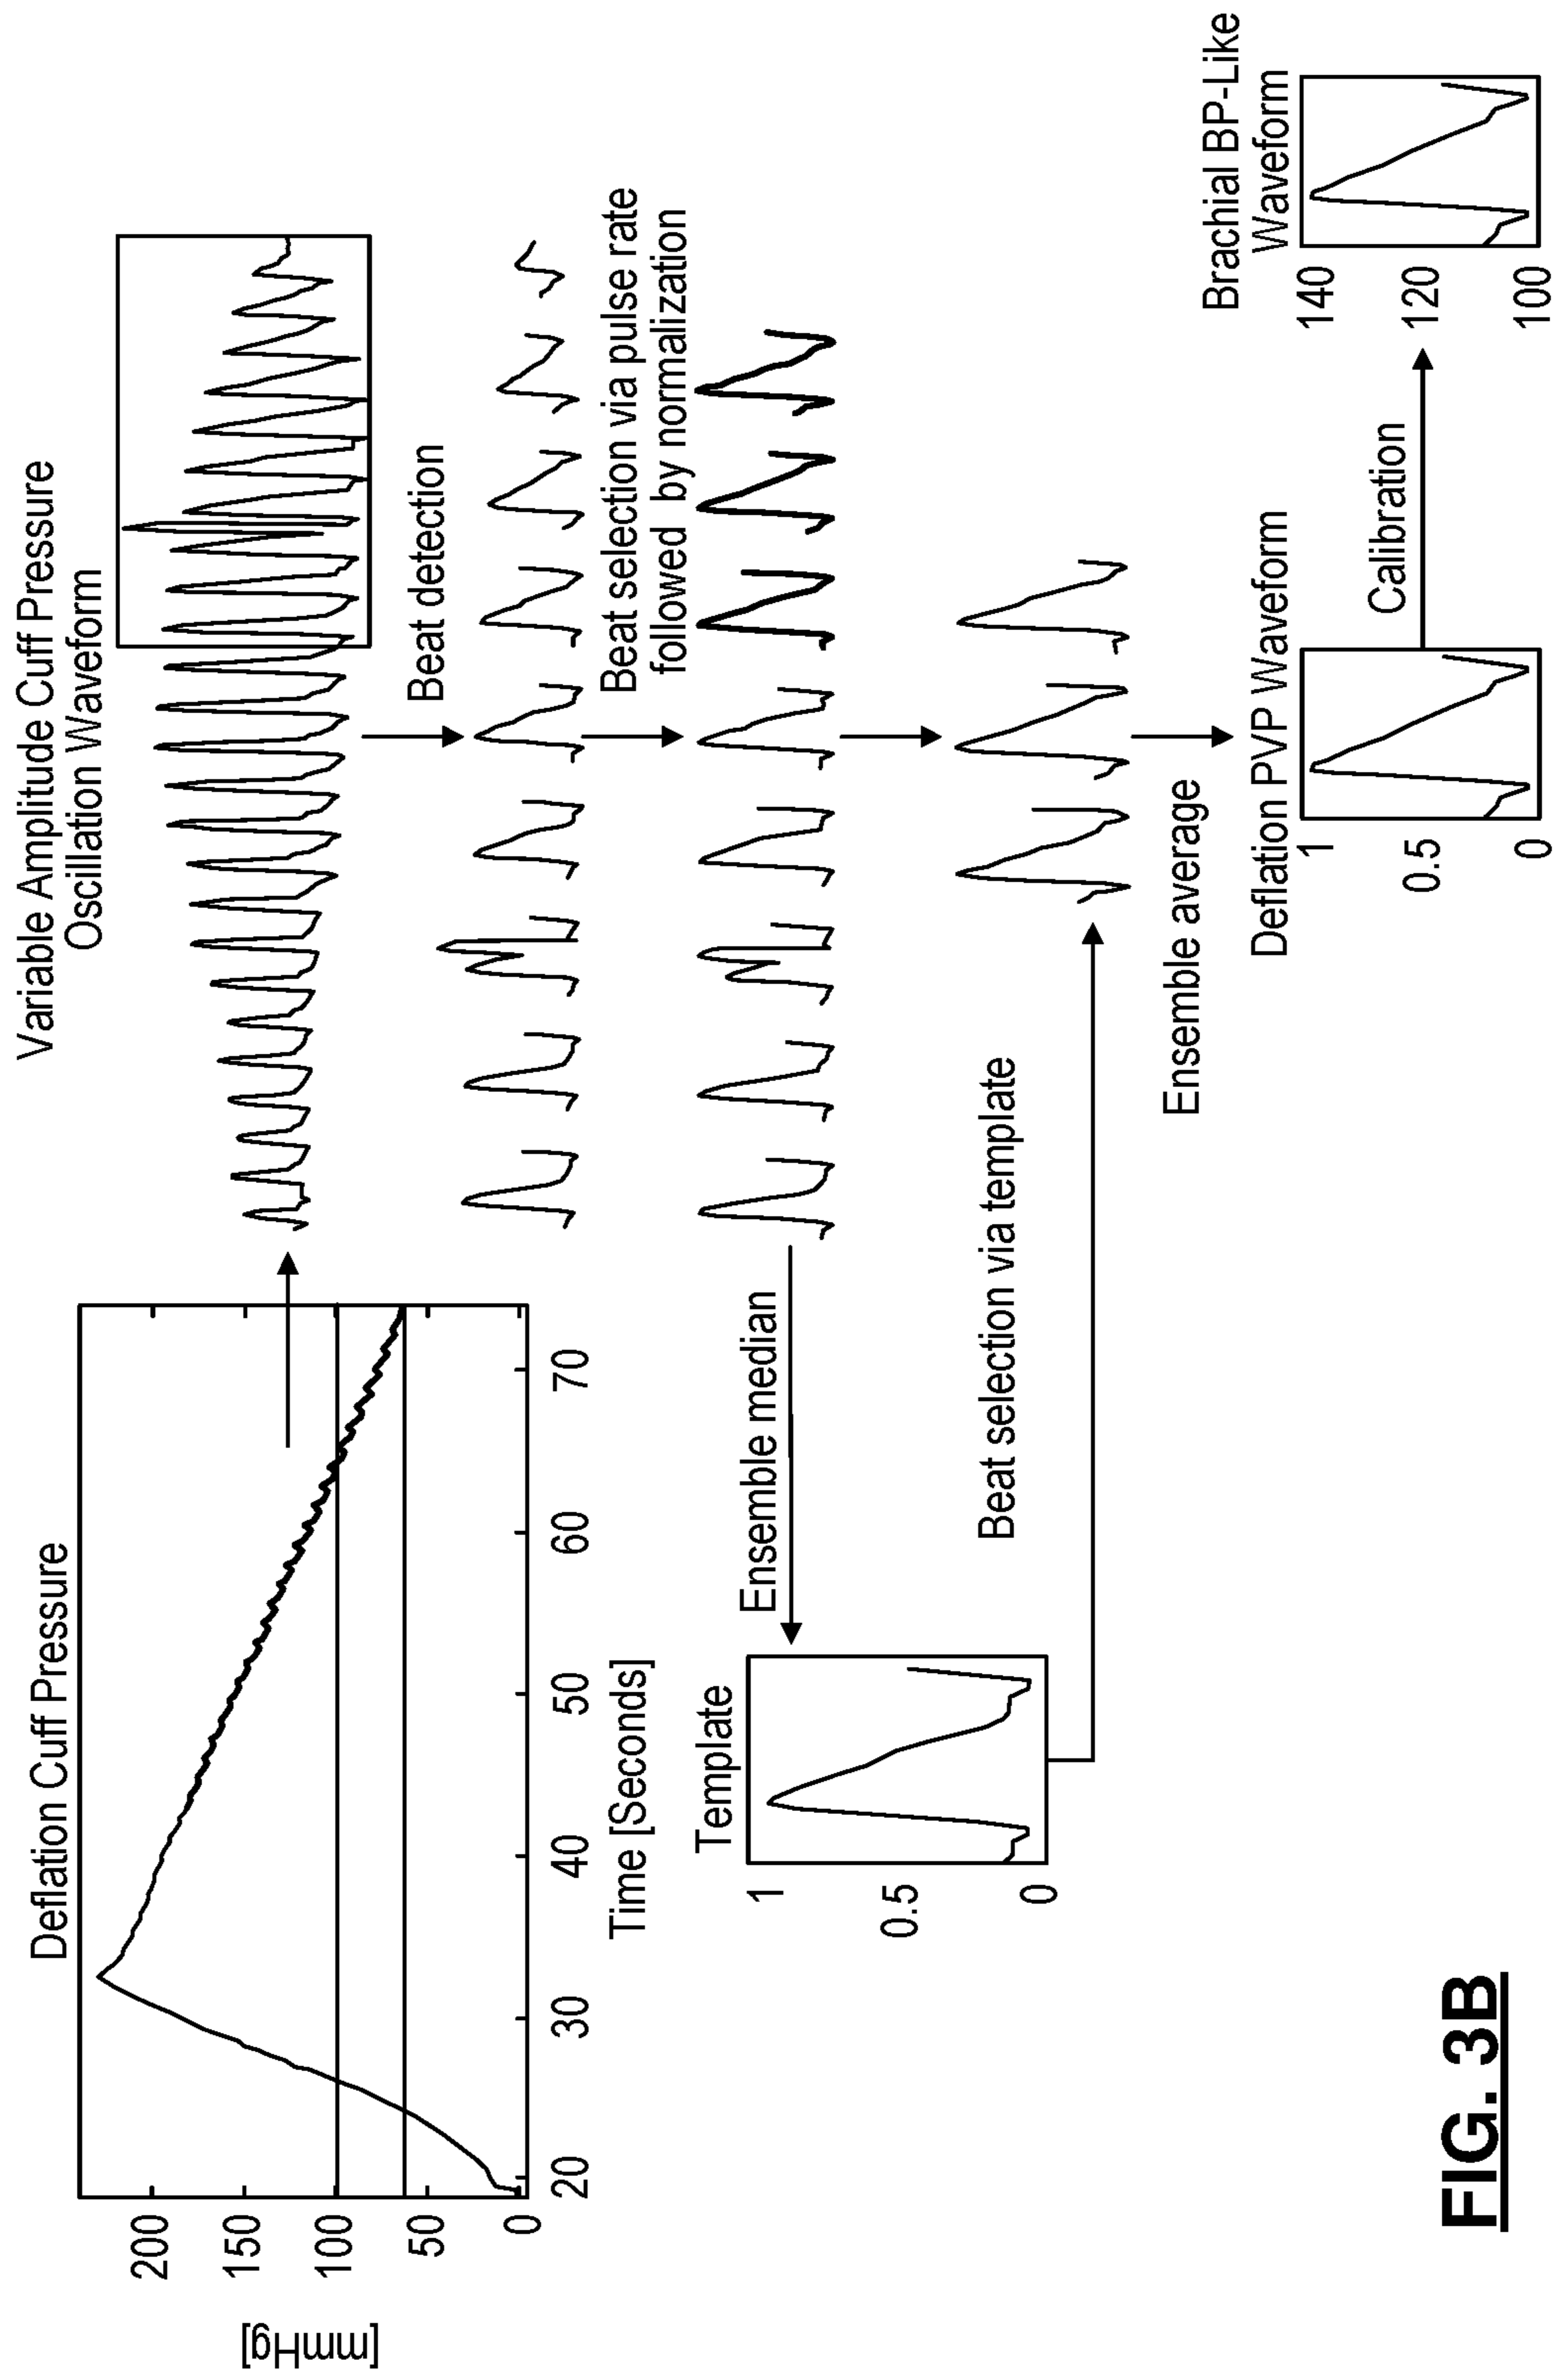 Deflation Cuff Pressure
[mmHg]
200
150
100
50
0
20
30
40
50
60
70
Time [Seconds]
Variable Amplitude Cuff Pressure
Oscillation Waveform
Beat detection
Beat selection via pulse rate
followed by normalization
Ensemble median
Template
1
0.5
0
Beat selection via template
Ensemble average
Deflation PVP Waveform
1
0.5
0
Calibration
Brachial BP-Like
Waveform
140
120
100
FIG. 3B